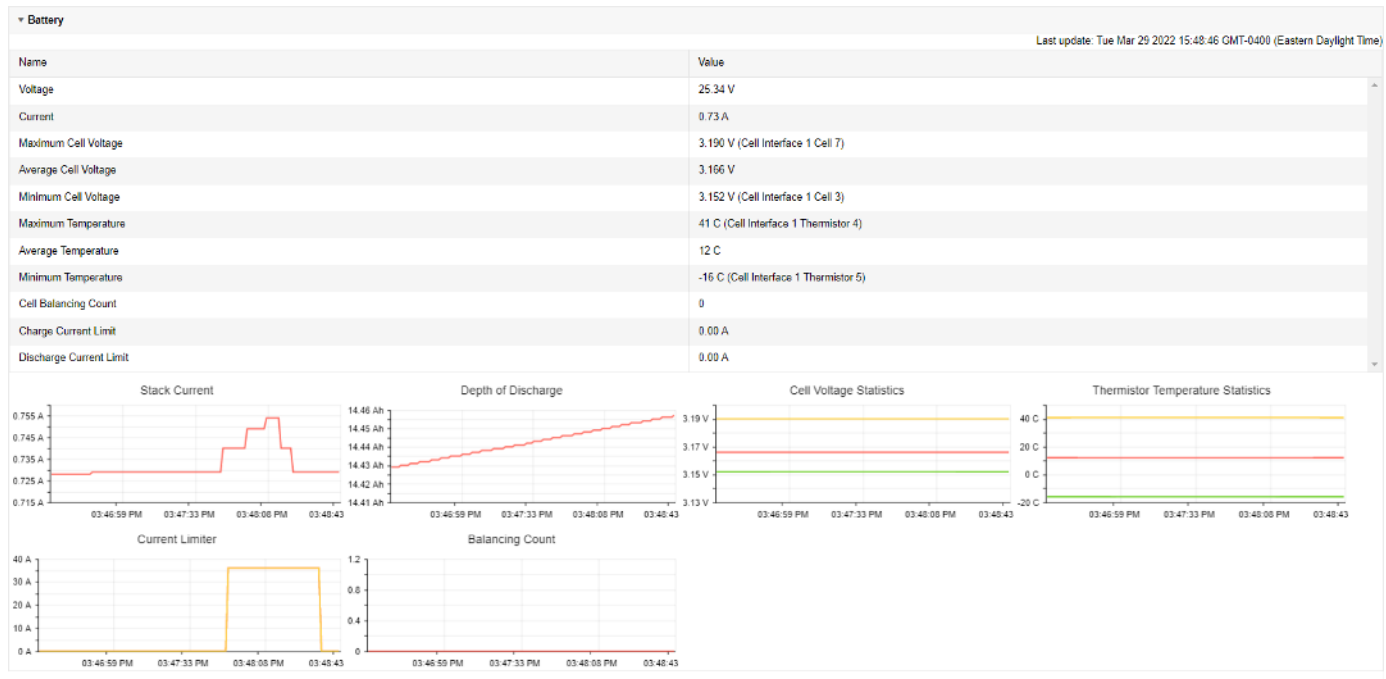 ▾ Battery
Last update: Tue Mar 29 2022 15:48:46 GMT-0400 (Eastern Daylight Time)
Name Value
Voltage 25.34 V
Current 0.73 A
Maximum Cell Voltage 3.190 V (Cell Interface 1 Cell 7)
Average Cell Voltage 3.166 V
Minimum Cell Voltage 3.152 V (Cell Interface 1 Cell 3)
Maximum Temperature 41 C (Cell Interface 1 Thermistor 4)
Average Temperature 12 C
Minimum Temperature -16 C (Cell Interface 1 Thermistor 5)
Cell Balancing Count 0
Charge Current Limit 0.00 A
Discharge Current Limit 0.00 A
Stack Current
0.755 A
0.745 A
0.735 A
0.725 A
0.715 A
03:46:59 PM 03:47:33 PM 03:48:08 PM 03:48:43
Depth of Discharge
14.46 Ah
14.45 Ah
14.44 Ah
14.43 Ah
14.42 Ah
14.41 Ah
03:46:59 PM 03:47:33 PM 03:48:08 PM 03:48:43
Cell Voltage Statistics
3.19 V
3.17 V
3.15 V
3.13 V
03:46:59 PM 03:47:33 PM 03:48:08 PM 03:48:43
Thermistor Temperature Statistics
40 C
20 C
0 C
-20 C
03:46:59 PM 03:47:33 PM 03:48:08 PM 03:48:43
Current Limiter
40 A
30 A
20 A
10 A
0 A
03:46:59 PM 03:47:33 PM 03:48:08 PM 03:48:43
Balancing Count
1.2
0.8
0.4
0
03:46:59 PM 03:47:33 PM 03:48:08 PM 03:48:43